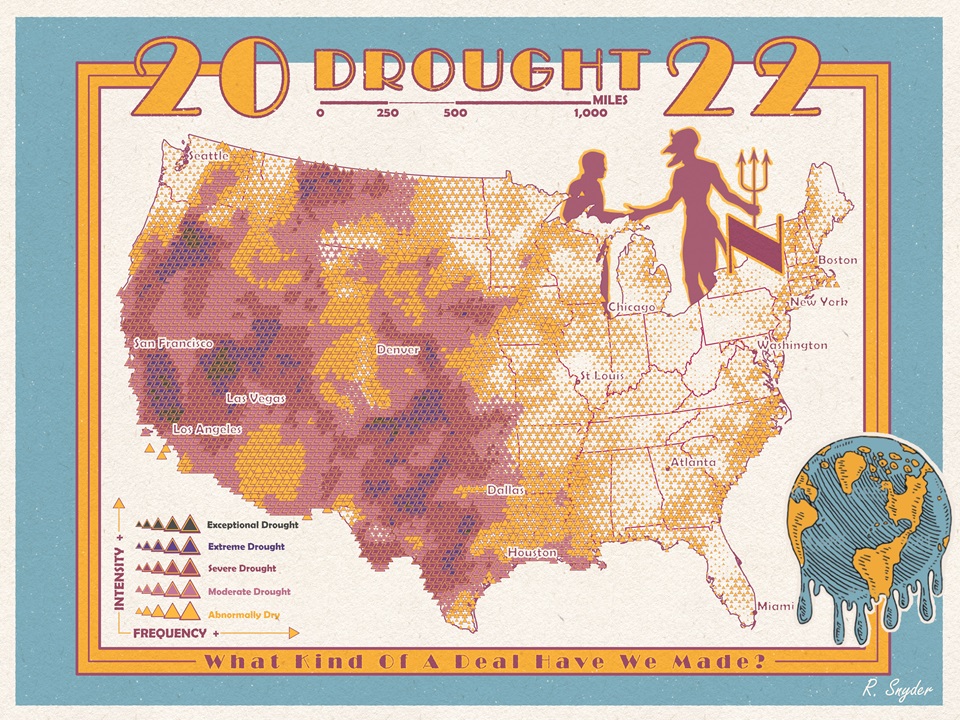 20 DROUGHT 22
MILES
0 250 500 1,000
Seattle
N
Boston
New York
Chicago
San Francisco
Washington
Denver
St Louis
Las Vegas
Los Angeles
Atlanta
Dallas
Houston
Miami
INTENSITY +
Exceptional Drought
Extreme Drought
Severe Drought
Moderate Drought
Abnormally Dry
FREQUENCY +
What Kind Of A Deal Have We Made?
R. Snyder